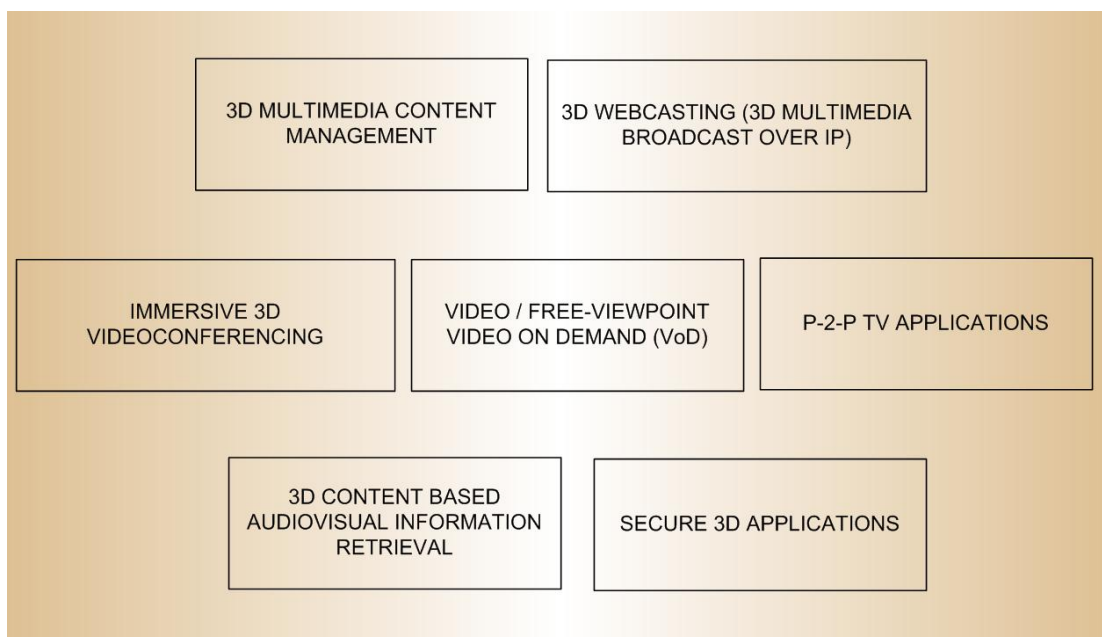 3D MULTIMEDIA CONTENT
MANAGEMENT
3D WEBCASTING (3D MULTIMEDIA
BROADCAST OVER IP)
IMMERSIVE 3D
VIDEOCONFERENCING
VIDEO / FREE-VIEWPOINT
VIDEO ON DEMAND (VoD)
P-2-P TV APPLICATIONS
3D CONTENT BASED
AUDIOVISUAL INFORMATION
RETRIEVAL
SECURE 3D APPLICATIONS